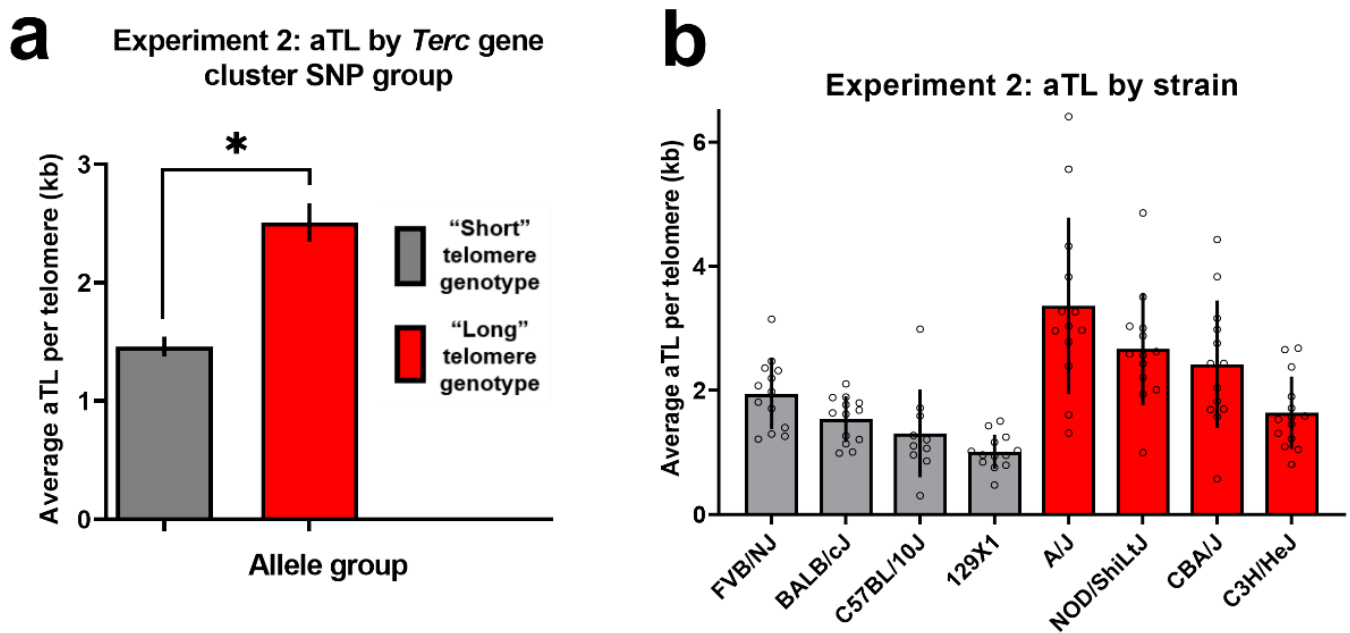 a
Experiment 2: aTL by Terc gene
cluster SNP group
Average aTL per telomere (kb)
3
2
1
0
*
Allele group
“Short”
telomere
genotype
“Long”
telomere
genotype
b
Experiment 2: aTL by strain
Average aTL per telomere (kb)
6
4
2
0
FVB/NJ
BALB/cJ
C57BL/10J
129X1
A/J
NOD/ShiLtJ
CBA/J
C3H/HeJ